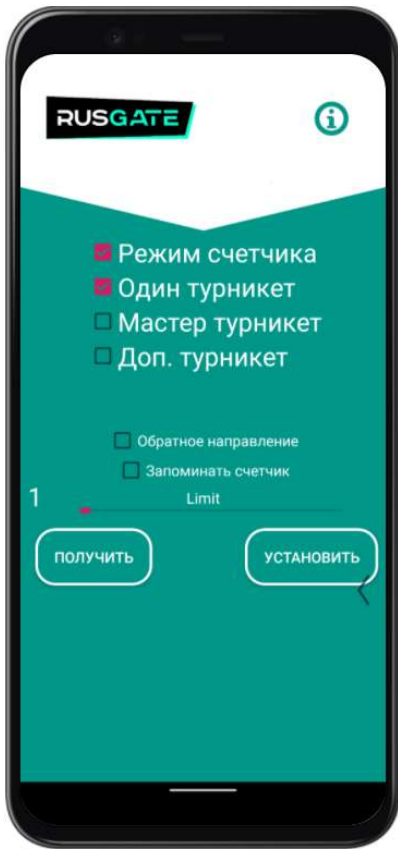 RUSGATE
Режим счетчика
Один турникет
Мастер турникет
Доп. турникет
Обратное направление
Запоминать счетчик
1 Limit
ПОЛУЧИТЬ УСТАНОВИТЬ